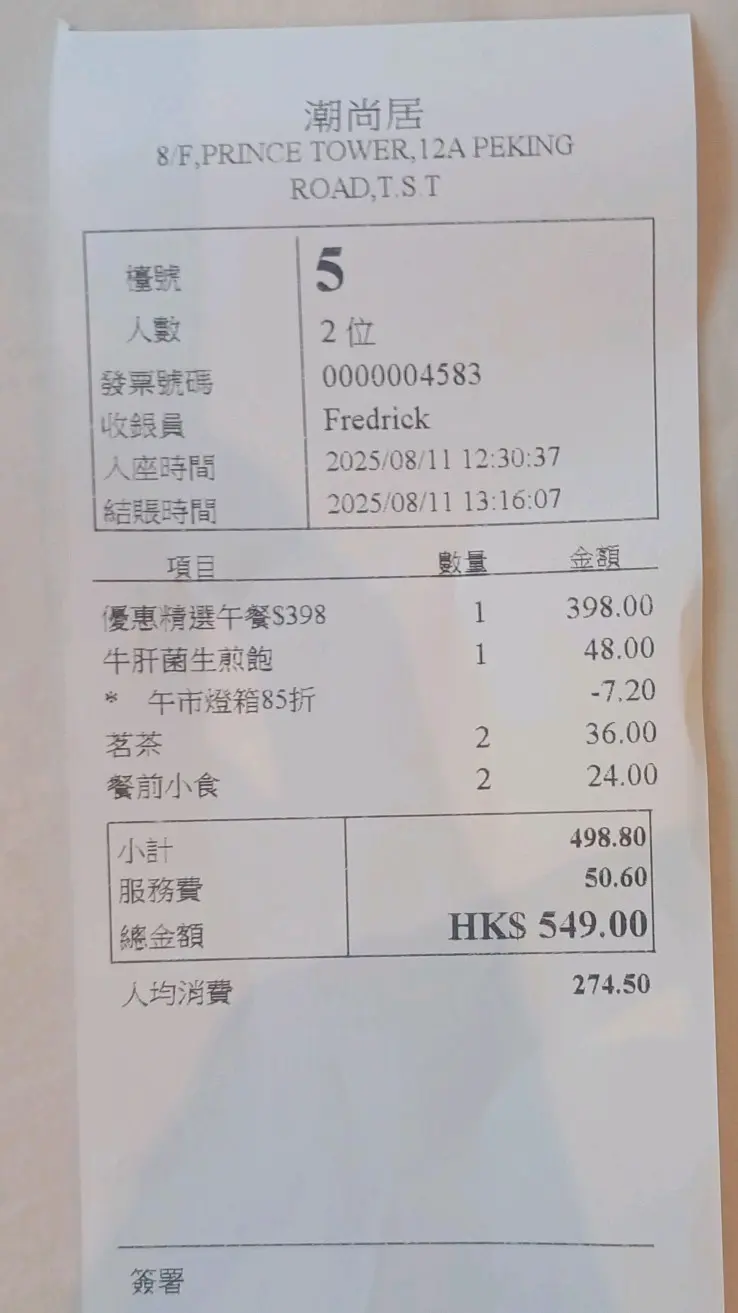 潮尚居
8/F,PRINCE TOWER,12A PEKING
ROAD,T.S.T
檯號 5
人數 2 位
發票號碼 0000004583
收銀員 Fredrick
入座時間 2025/08/11 12:30:37
結賬時間 2025/08/11 13:16:07
項目 數量 金額
優惠精選午餐$398 1 398.00
牛肝菌生煎飽 1 48.00
* 午市燈箱85折 -7.20
茗茶 2 36.00
餐前小食 2 24.00
小計 498.80
服務費 50.60
總金額 HK$ 549.00
人均消費 274.50
簽署